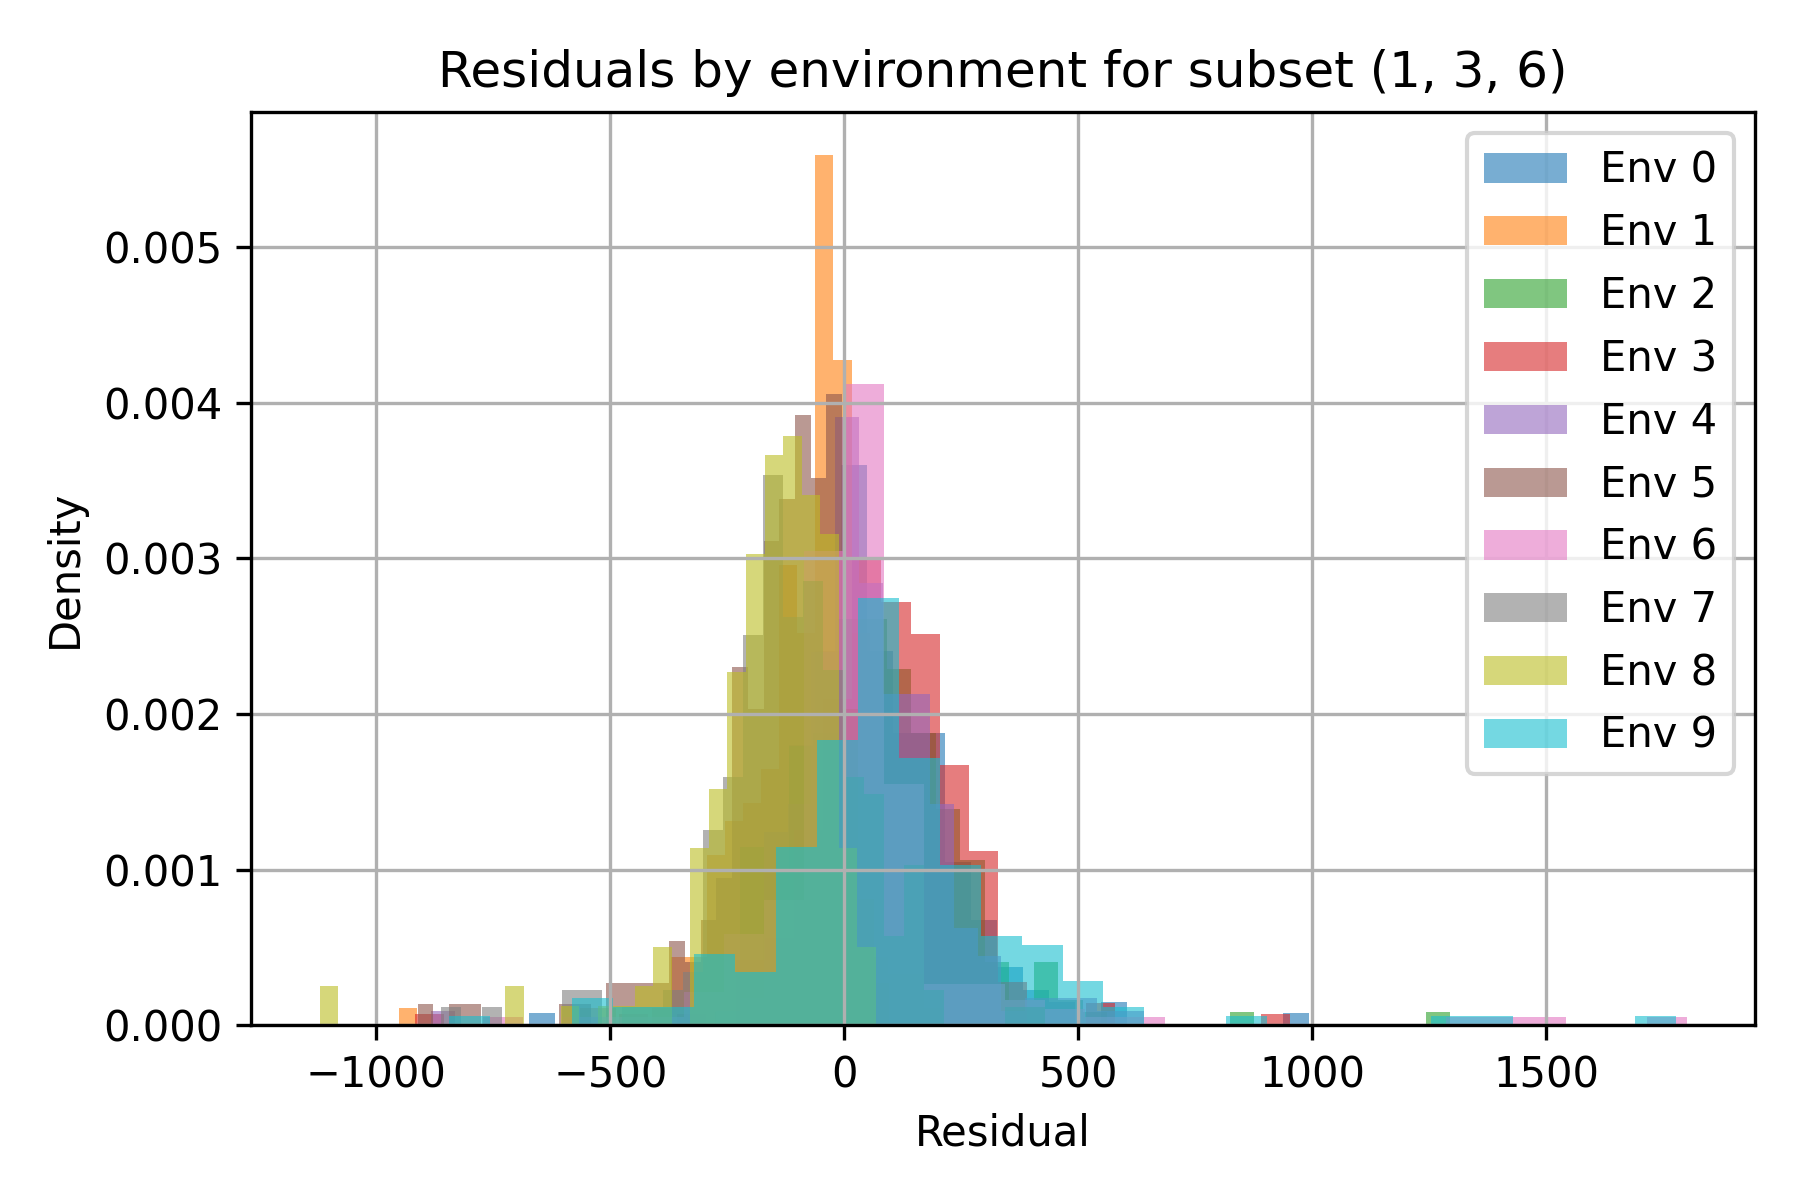 Residuals by environment for subset (1, 3, 6)
Env 0
Env 1
Env 2
Env 3
Env 4
Env 5
Env 6
Env 7
Env 8
Env 9
Density
0.005
0.004
0.003
0.002
0.001
0.000
−1000 −500 0 500 1000 1500
Residual